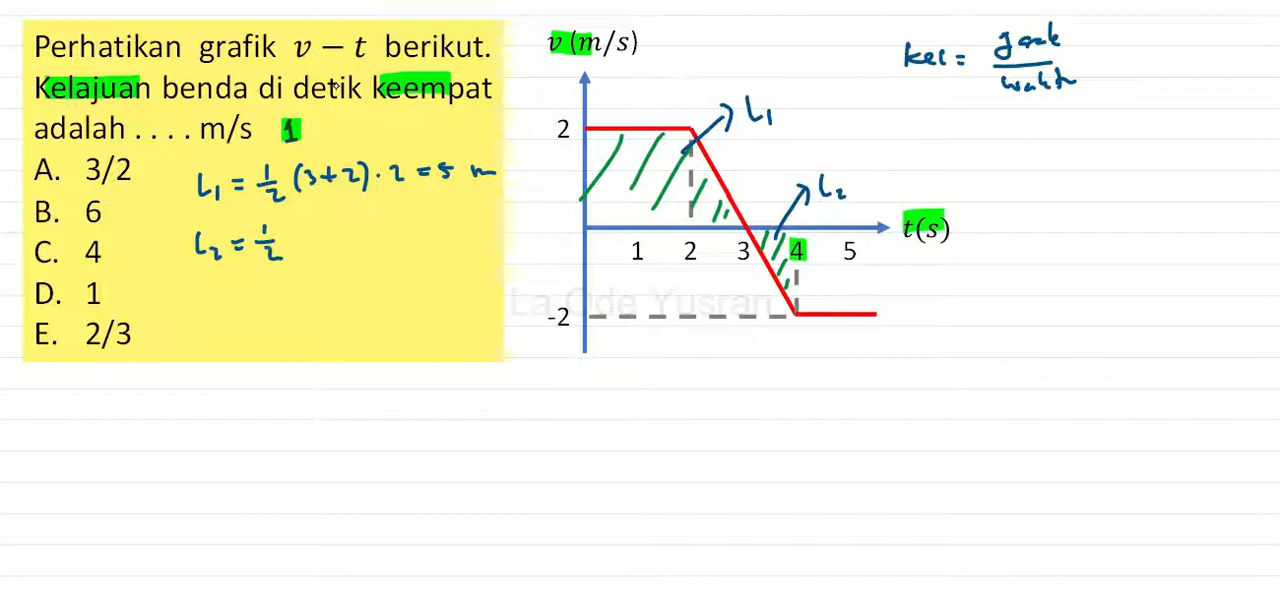 Perhatikan grafik v − t berikut.
Kelajuan benda di detik keempat
adalah . . . . m/s 1
A. 3/2
B. 6
C. 4
D. 1
E. 2/3
L₁ = 1/2 (3+2) · 2 = 5 m
L₂ = 1/2
v (m/s)
2
-2
1 2 3 4 5
t(s)
L₁
L₂
kel = jarak / waktu
La Ode Yusran